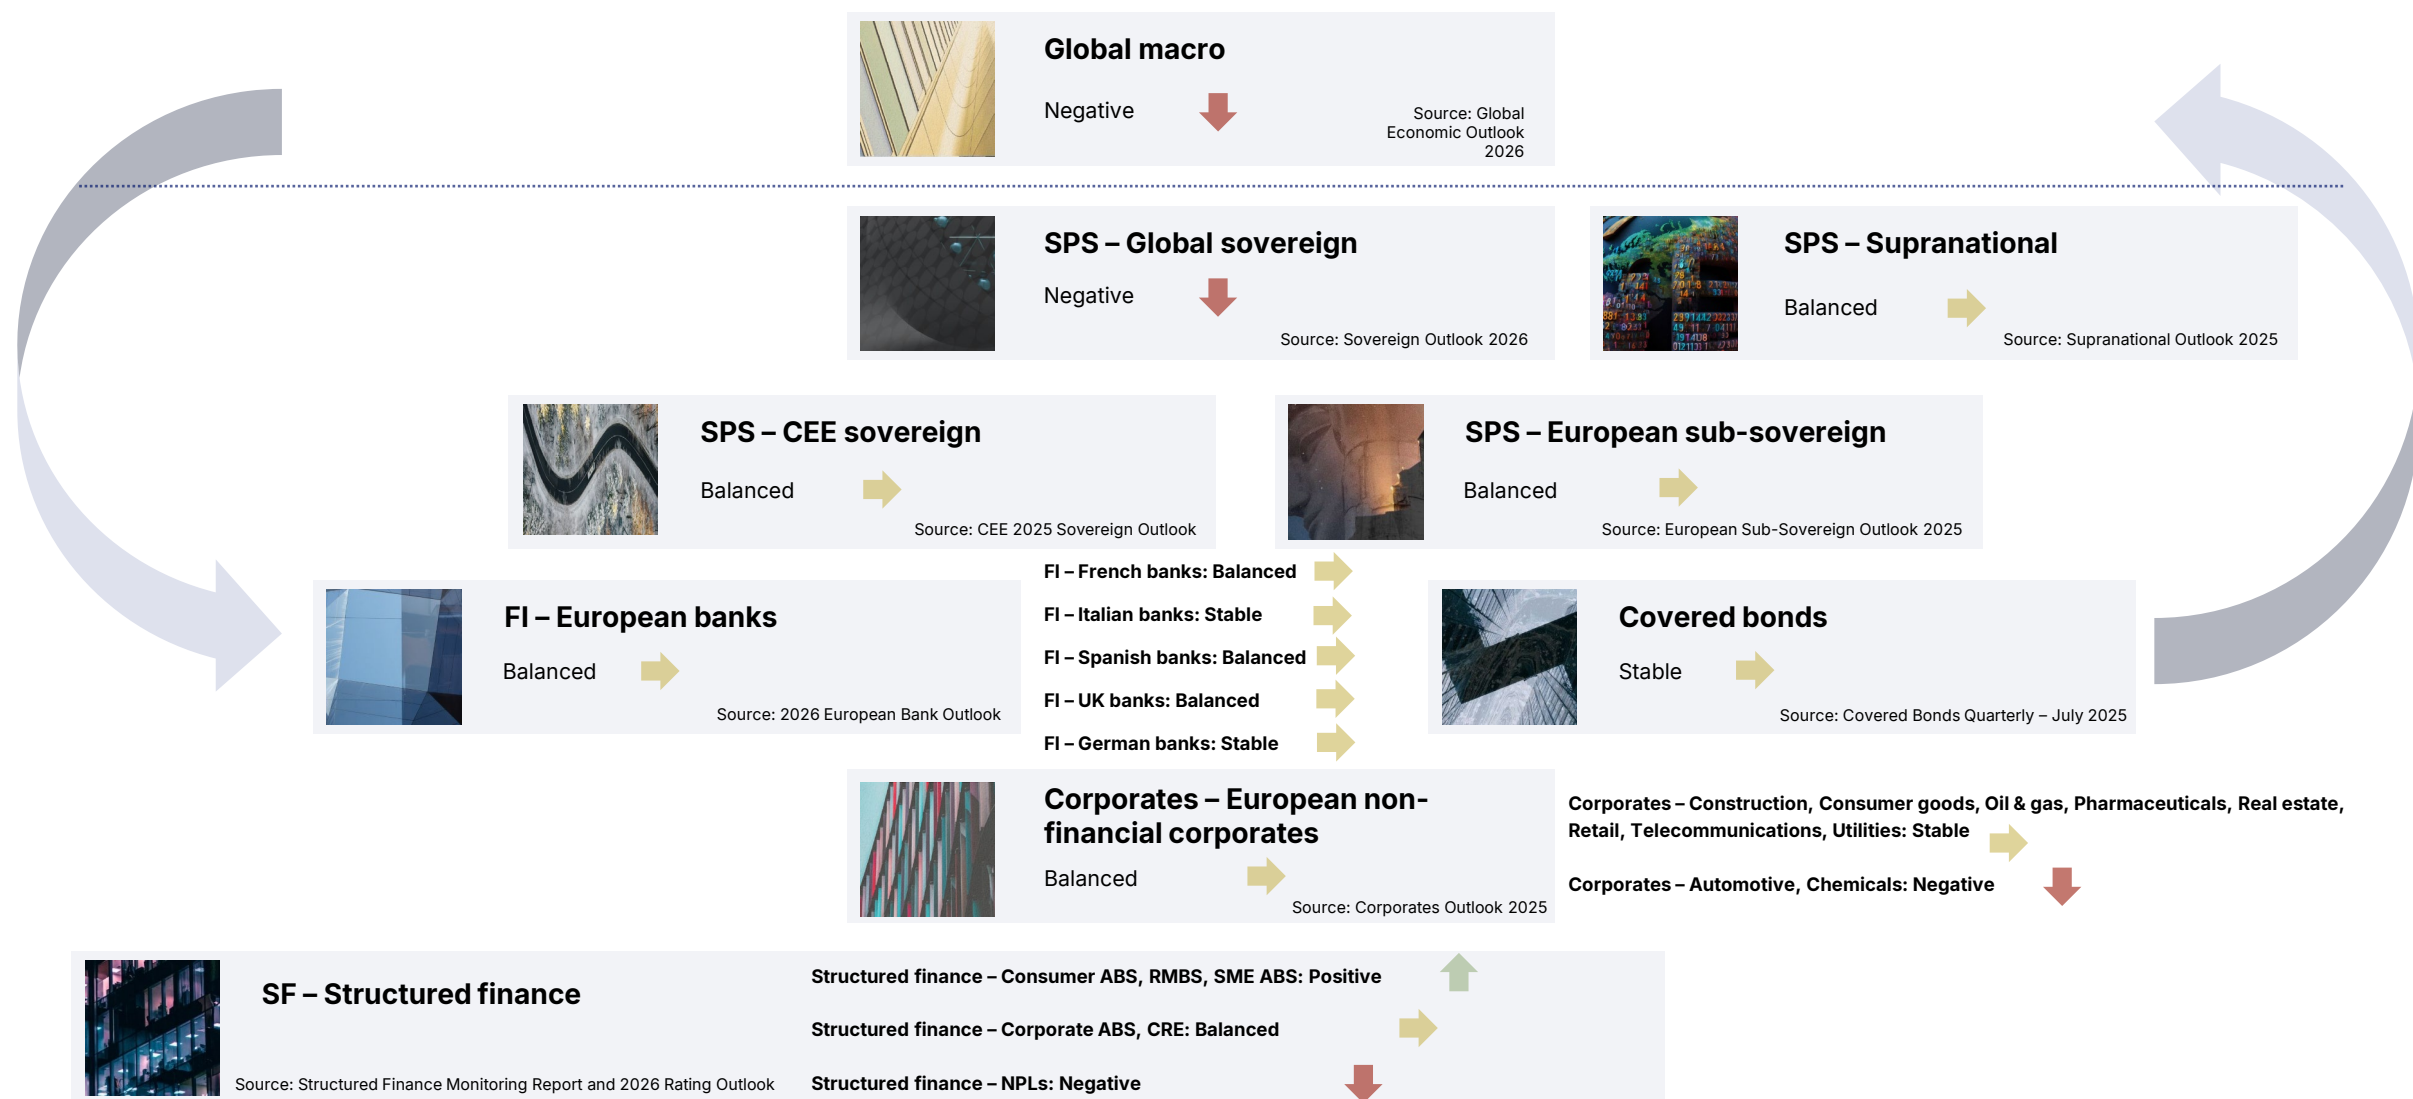 Global macro
Negative
Source: Global
Economic Outlook
2026
SPS – Global sovereign
Negative
Source: Sovereign Outlook 2026
SPS – Supranational
Balanced
Source: Supranational Outlook 2025
SPS – CEE sovereign
Balanced
Source: CEE 2025 Sovereign Outlook
SPS – European sub-sovereign
Balanced
Source: European Sub-Sovereign Outlook 2025
FI – European banks
Balanced
Source: 2026 European Bank Outlook
FI – French banks: Balanced
FI – Italian banks: Stable
FI – Spanish banks: Balanced
FI – UK banks: Balanced
FI – German banks: Stable
Covered bonds
Stable
Source: Covered Bonds Quarterly – July 2025
Corporates – European non-
financial corporates
Balanced
Source: Corporates Outlook 2025
Corporates – Construction, Consumer goods, Oil & gas, Pharmaceuticals, Real estate,
Retail, Telecommunications, Utilities: Stable
Corporates – Automotive, Chemicals: Negative
SF – Structured finance
Source: Structured Finance Monitoring Report and 2026 Rating Outlook
Structured finance – Consumer ABS, RMBS, SME ABS: Positive
Structured finance – Corporate ABS, CRE: Balanced
Structured finance – NPLs: Negative